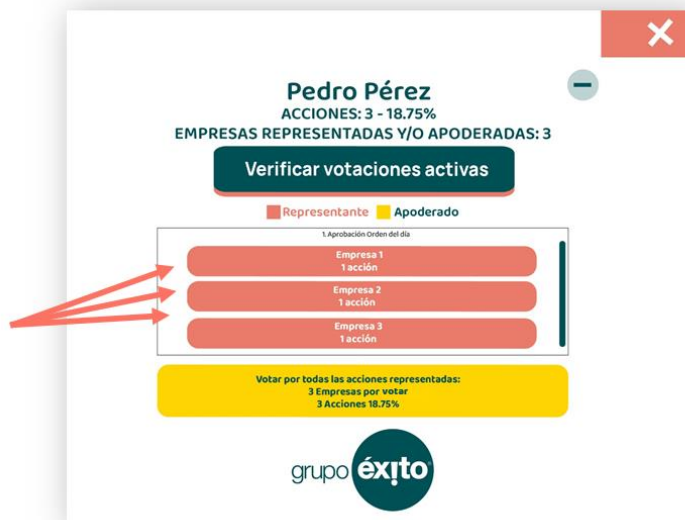 Pedro Pérez
ACCIONES: 3 - 18.75%
EMPRESAS REPRESENTADAS Y/O APODERADAS: 3
Verificar votaciones activas
Representante Apoderado
1. Aprobación Orden del día
Empresa 1
1 acción
Empresa 2
1 acción
Empresa 3
1 acción
Votar por todas las acciones representadas:
3 Empresas por votar
3 Acciones 18.75%
grupo éxito